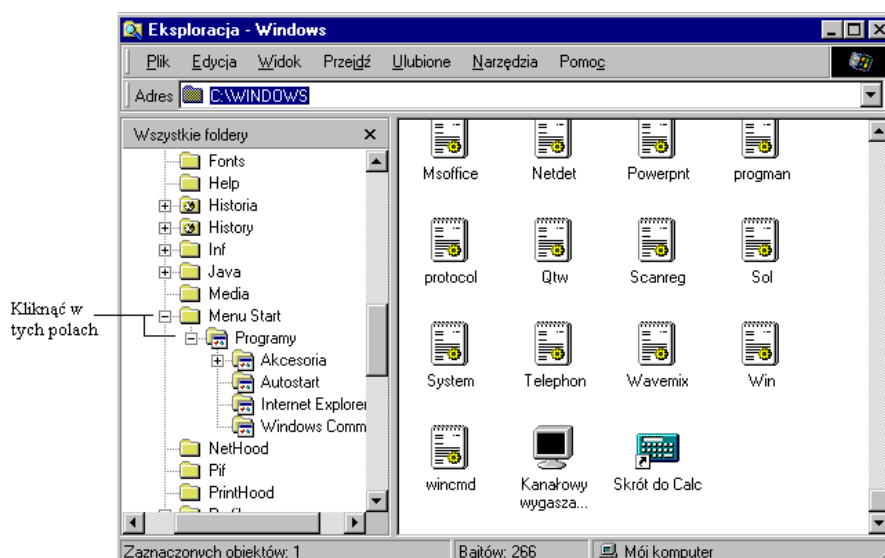 Eksploracja - Windows
Plik Edycja Widok Przejdź Ulubione Narzędzia Pomoc
Adres C:\WINDOWS
Wszystkie foldery
Fonts
Help
Historia
History
Inf
Java
Media
Menu Start
Programy
Akcesoria
Autostart
Internet Explorer
Windows Comm
NetHood
Pif
PrintHood
Kliknąć w
tych polach
Msoffice Netdet Powerpnt progman
protocol Qtw Scanreg Sol
System Telephon Wavemix Win
wincmd Kanałowy wygasza... Skrót do Calc
Zaznaczonych obiektów: 1 Bajtów: 266 Mój komputer